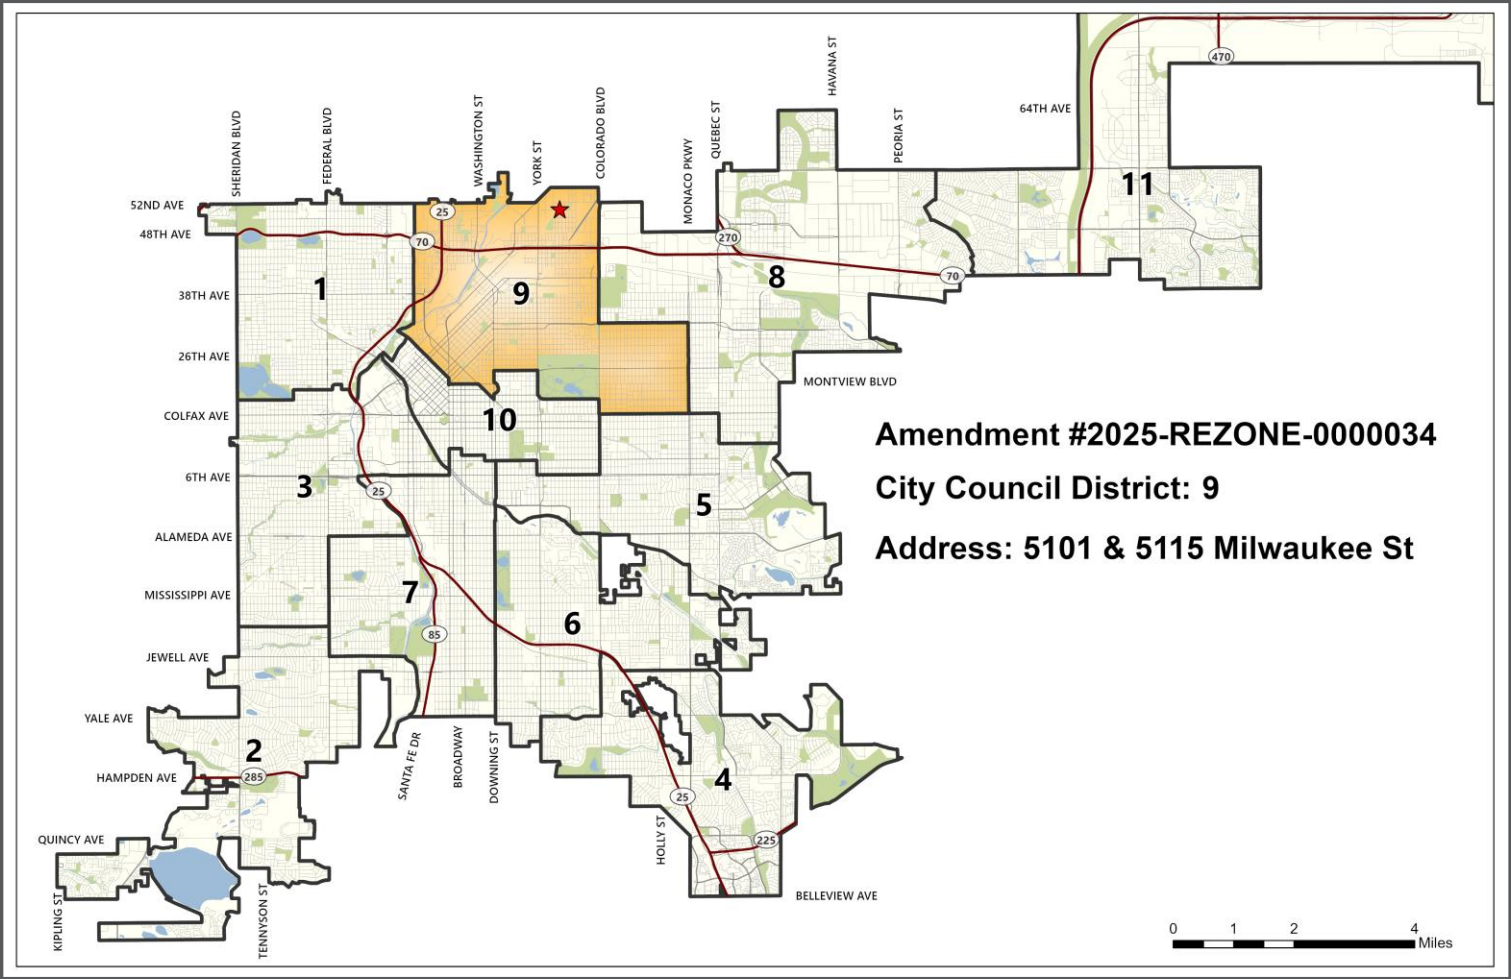 HAVANA ST
470
64TH AVE
SHERIDAN BLVD
FEDERAL BLVD
WASHINGTON ST
YORK ST
COLORADO BLVD
MONACO PKWY
QUEBEC ST
PEORIA ST
11
52ND AVE
25
48TH AVE
70
270
70
8
1
9
38TH AVE
26TH AVE
MONTVIEW BLVD
COLFAX AVE
10
Amendment #2025-REZONE-0000034
6TH AVE
3
25
5
City Council District: 9
ALAMEDA AVE
Address: 5101 & 5115 Milwaukee St
MISSISSIPPI AVE
7
6
85
JEWELL AVE
YALE AVE
2
HAMPDEN AVE
285
SANTA FE DR
BROADWAY
DOWNING ST
4
25
HOLLY ST
225
QUINCY AVE
BELLEVIEW AVE
KIPLING ST
TENNYSON ST
0 1 2 4
Miles